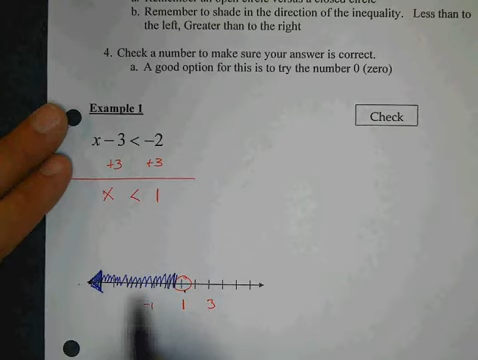 b. Remember to shade in the direction of the inequality. Less than to
the left, Greater than to the right
4. Check a number to make sure your answer is correct.
a. A good option for this is to try the number 0 (zero)
Example 1
Check
x − 3 < −2
+3 +3
x < 1
-1 1 3